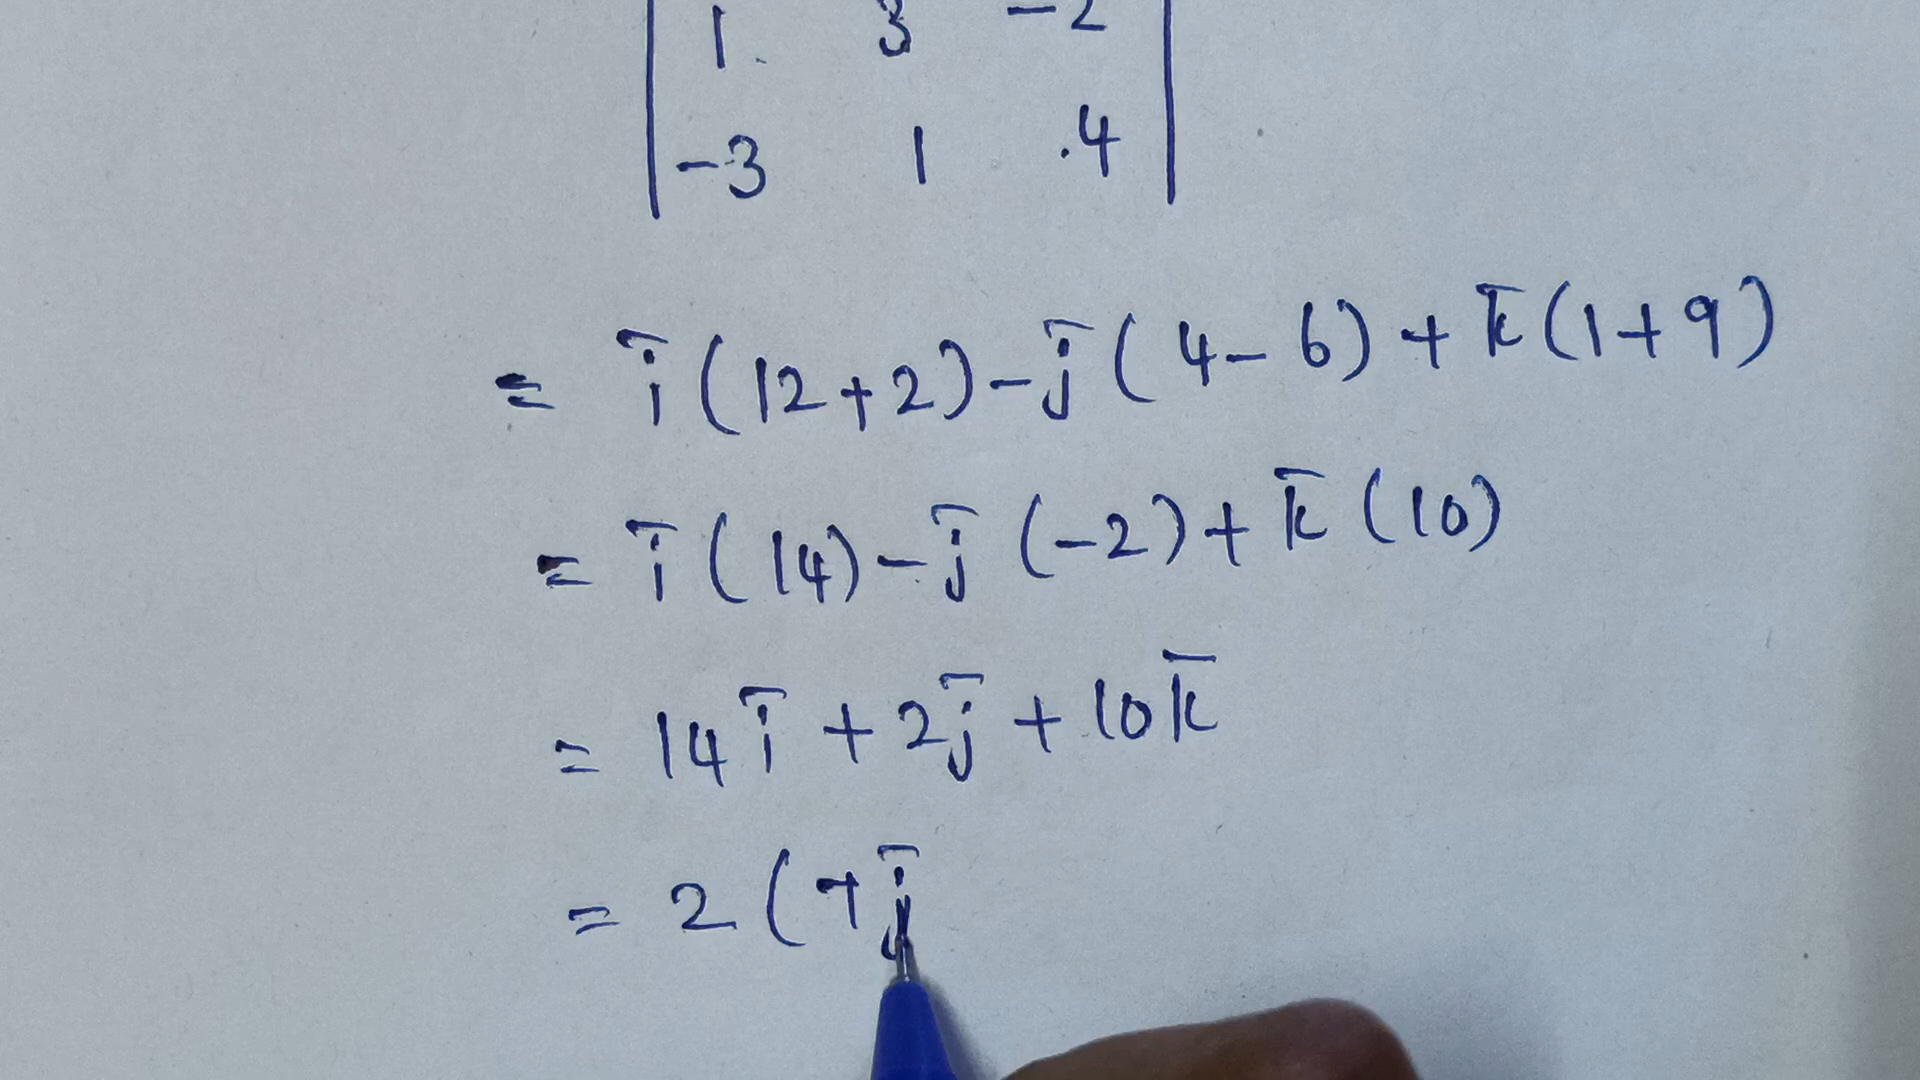 | 1 3 -2 |
| -3 1 4 |
= i̅(12+2)-j̅(4-6)+k̅(1+9)
= i̅(14)-j̅(-2)+k̅(10)
= 14i̅+2j̅+10k̅
= 2(7j̅